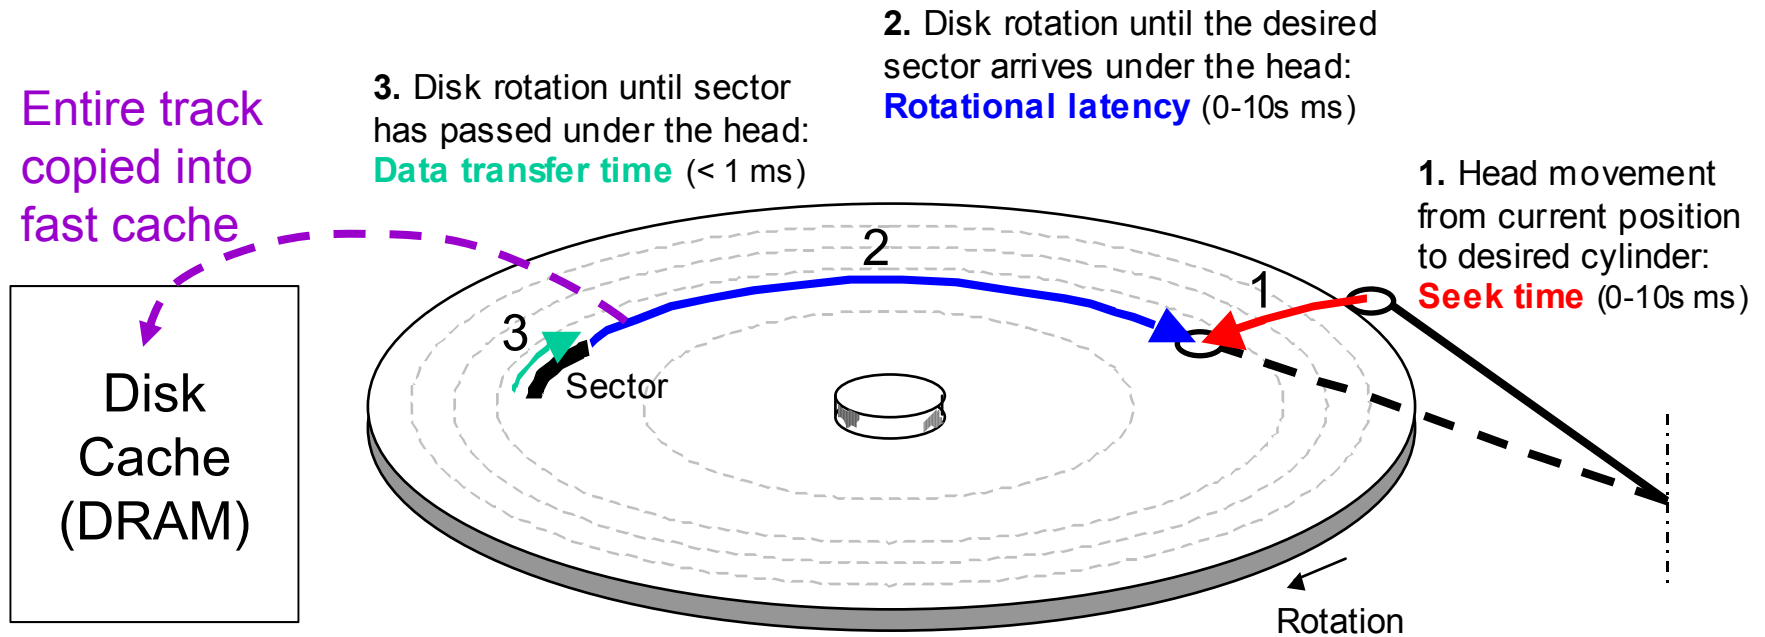 2. Disk rotation until the desired
sector arrives under the head:
Rotational latency (0-10s ms)
3. Disk rotation until sector
has passed under the head:
Data transfer time (< 1 ms)
Entire track
copied into
fast cache
1. Head movement
from current position
to desired cylinder:
Seek time (0-10s ms)
2
1
3
Sector
Disk
Cache
(DRAM)
Rotation